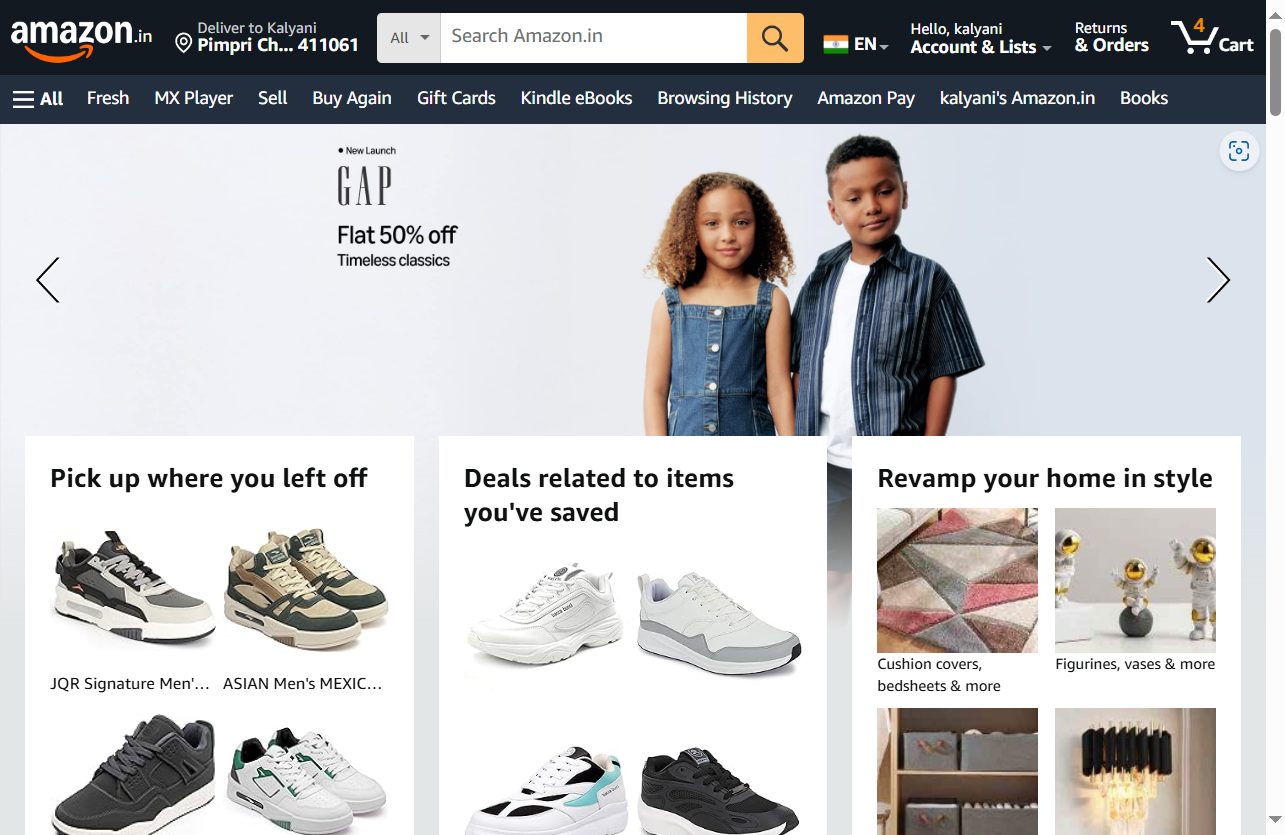 amazon.in
Deliver to Kalyani
Pimpri Ch... 411061
All
Search Amazon.in
EN
Hello, kalyani
Account & Lists
Returns
& Orders
4
Cart
All Fresh MX Player Sell Buy Again Gift Cards Kindle eBooks Browsing History Amazon Pay kalyani's Amazon.in Books
• New Launch
GAP
Flat 50% off
Timeless classics
Pick up where you left off
JQR Signature Men'... ASIAN Men's MEXIC...
Deals related to items
you've saved
Revamp your home in style
Cushion covers,
bedsheets & more
Figurines, vases & more